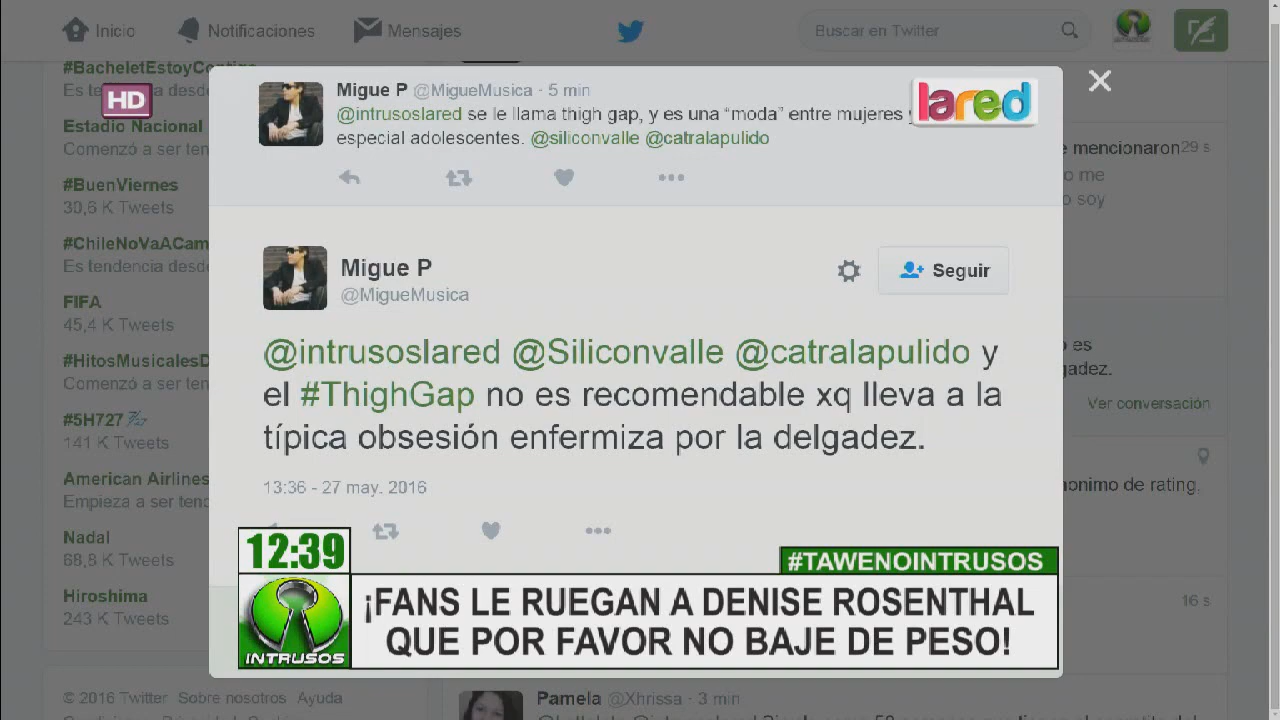 Inicio
Notificaciones
Mensajes
Buscar en Twitter
#BacheletEstoyContigo
Es tendencia desde
HD
Estadio Nacional
Comenzó a ser ten
#BuenViernes
30,6 K Tweets
#ChileNoVaACam
Es tendencia desde
FIFA
45,4 K Tweets
#HitosMusicalesD
Comenzó a ser ten
#5H727
141 K Tweets
American Airlines
Empieza a ser tend
Nadal
68,8 K Tweets
Hiroshima
243 K Tweets
© 2016 Twitter Sobre nosotros Ayuda
Migue P @MigueMusica · 5 min
@intrusoslared se le llama thigh gap, y es una “moda” entre mujeres y
especial adolescentes. @siliconvalle @catralapulido
lared
Migue P
@MigueMusica
Seguir
@intrusoslared @Siliconvalle @catralapulido y
el #ThighGap no es recomendable xq lleva a la
típica obsesión enfermiza por la delgadez.
13:36 - 27 may. 2016
e mencionaron 29 s
o me
o soy
o es
gadez.
Ver conversación
nonimo de rating.
16 s
12:39
#TAWENOINTRUSOS
INTRUSOS
¡FANS LE RUEGAN A DENISE ROSENTHAL
QUE POR FAVOR NO BAJE DE PESO!
Pamela @Xhrissa · 3 min